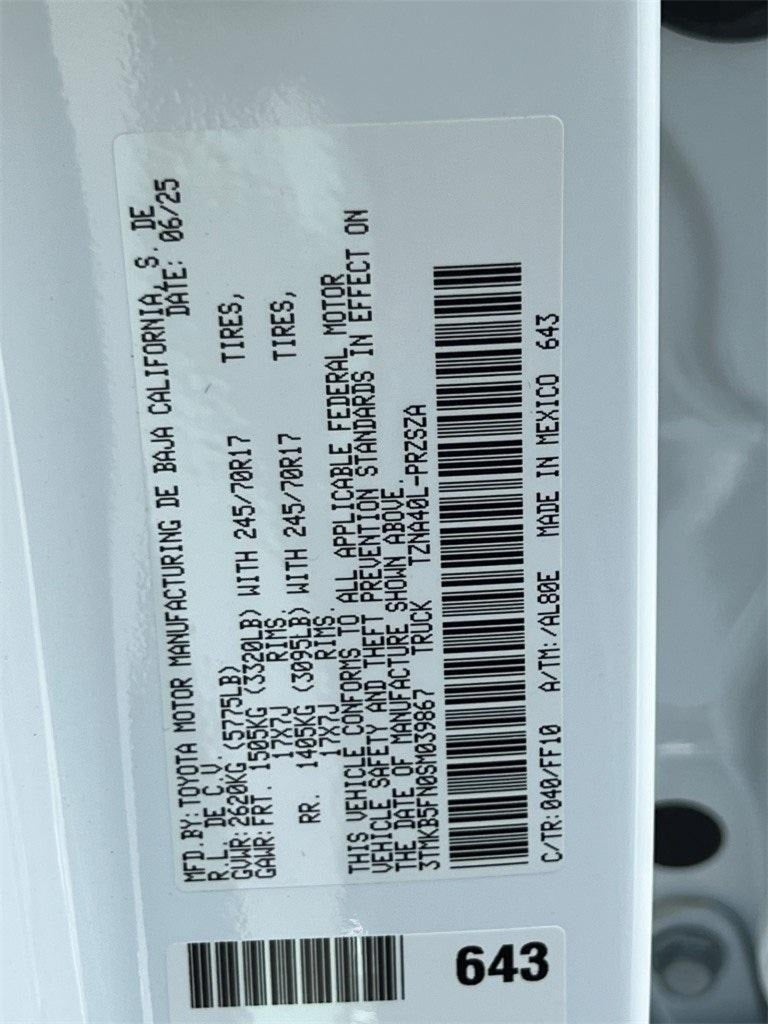 MFD.BY: TOYOTA MOTOR MANUFACTURING DE BAJA CALIFORNIA, S. DE
R.L. DE C.V. DATE: 06/25
GVWR: 2620KG (5775LB)
GAWR: FRT. 1505KG (3320LB) WITH 245/70R17 TIRES,
17X7J RIMS.
RR. 1405KG (3095LB) WITH 245/70R17 TIRES,
17X7J RIMS.
THIS VEHICLE CONFORMS TO ALL APPLICABLE FEDERAL MOTOR
VEHICLE SAFETY AND THEFT PREVENTION STANDARDS IN EFFECT ON
THE DATE OF MANUFACTURE SHOWN ABOVE.
3TMKB5FN0SM039867 TRUCK TZNA40L-PRZSZA
C/TR: 040/FF10 A/TM: /AL80E MADE IN MEXICO 643
643